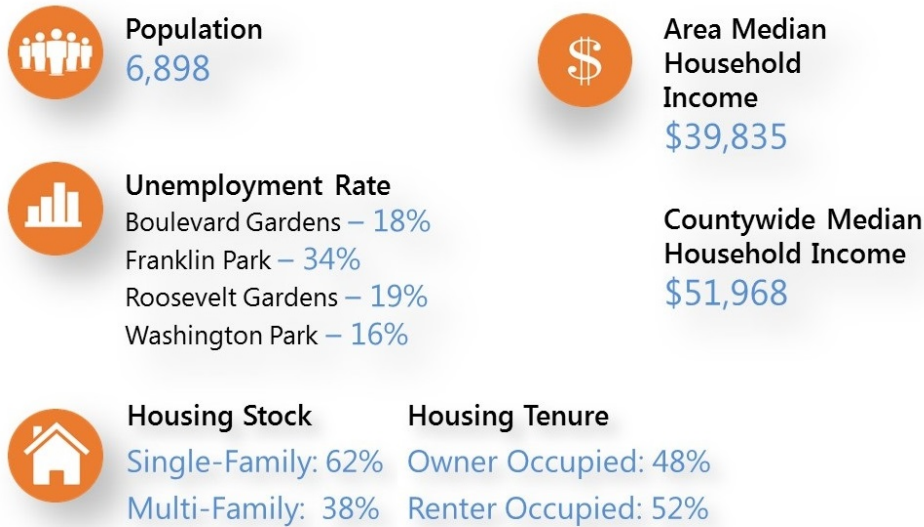 Population
6,898
Area Median
Household
Income
$39,835
Unemployment Rate
Boulevard Gardens – 18%
Franklin Park – 34%
Roosevelt Gardens – 19%
Washington Park – 16%
Countywide Median
Household Income
$51,968
Housing Stock
Single-Family: 62%
Multi-Family: 38%
Housing Tenure
Owner Occupied: 48%
Renter Occupied: 52%